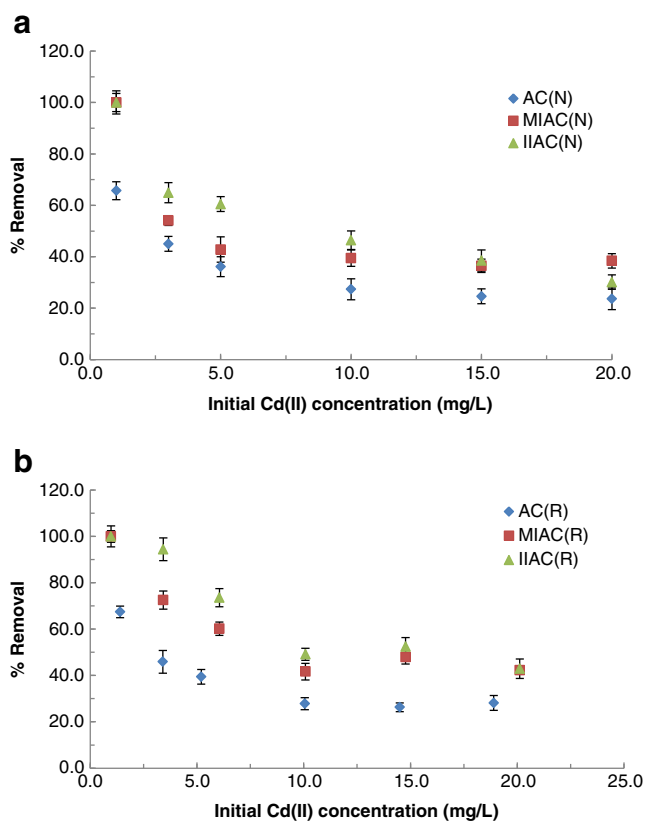 a
120.0
100.0
80.0
60.0
40.0
20.0
0.0
% Removal
AC(N)
MIAC(N)
IIAC(N)
0.0 5.0 10.0 15.0 20.0
Initial Cd(II) concentration (mg/L)
b
120.0
100.0
80.0
60.0
40.0
20.0
0.0
% Removal
AC(R)
MIAC(R)
IIAC(R)
0.0 5.0 10.0 15.0 20.0 25.0
Initial Cd(II) concentration (mg/L)